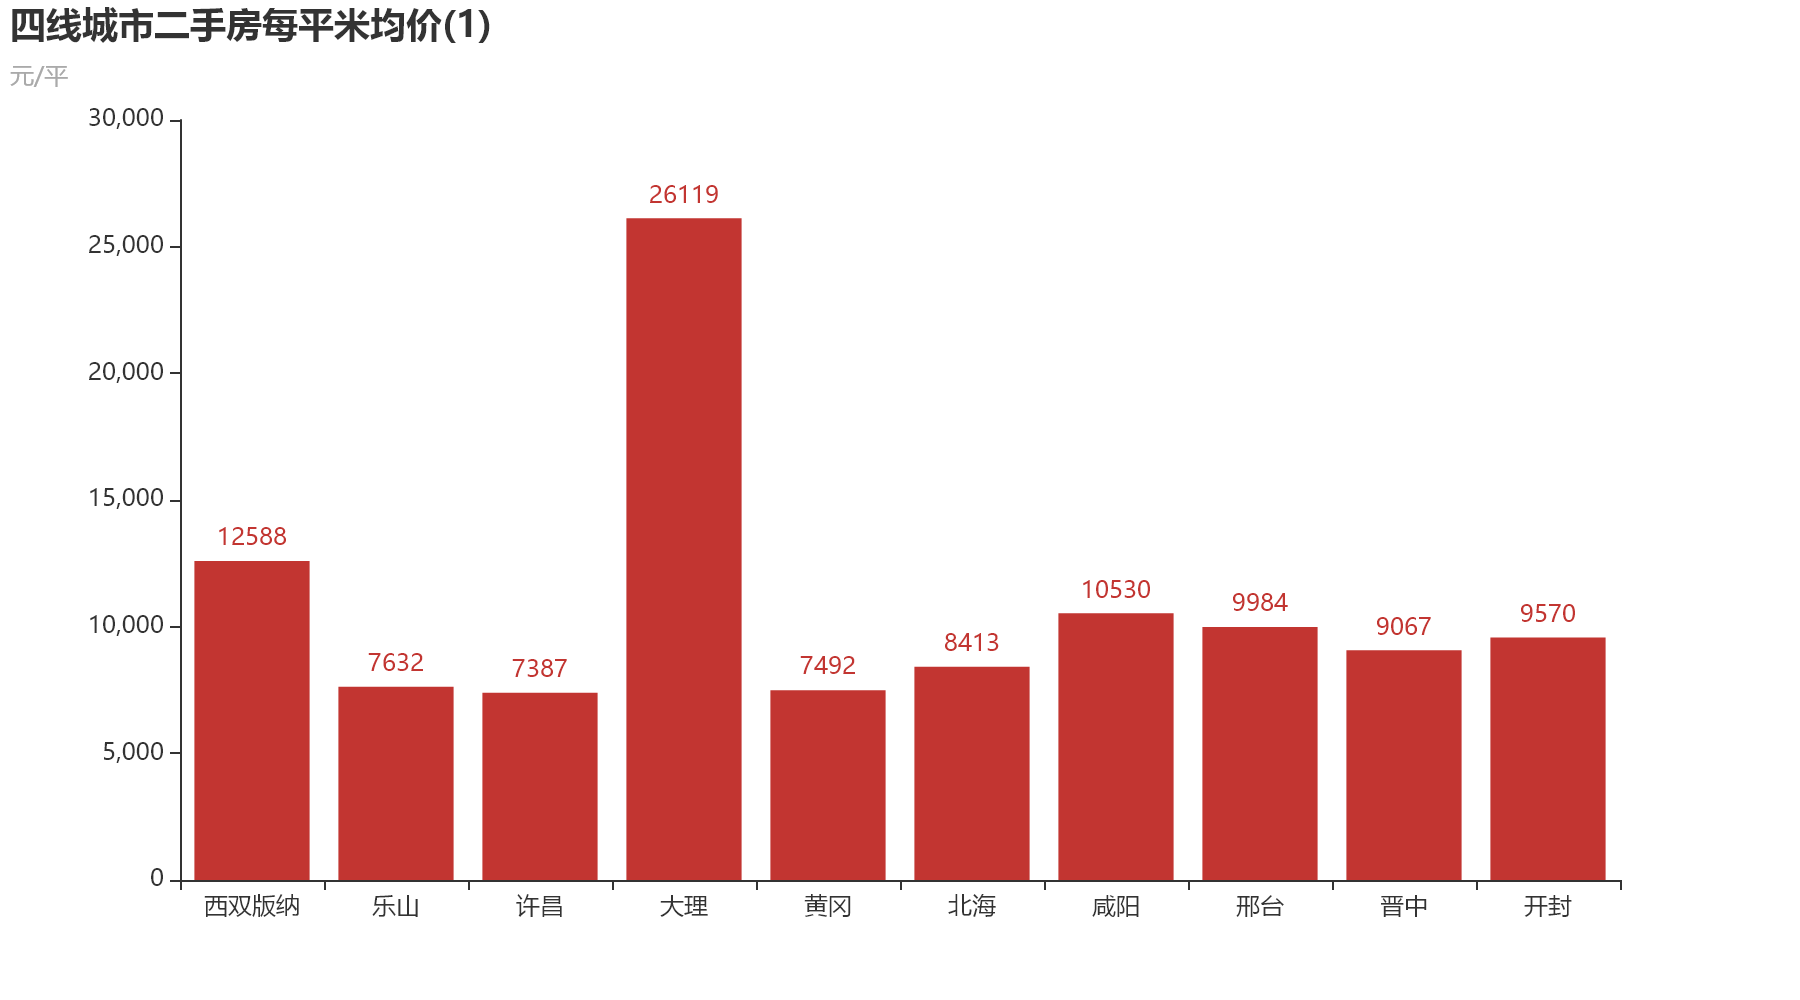 四线城市二手房每平米均价(1)
元/平
30,000
25,000
20,000
15,000
10,000
5,000
0
12588
7632
7387
26119
7492
8413
10530
9984
9067
9570
西双版纳
乐山
许昌
大理
黄冈
北海
咸阳
邢台
晋中
开封